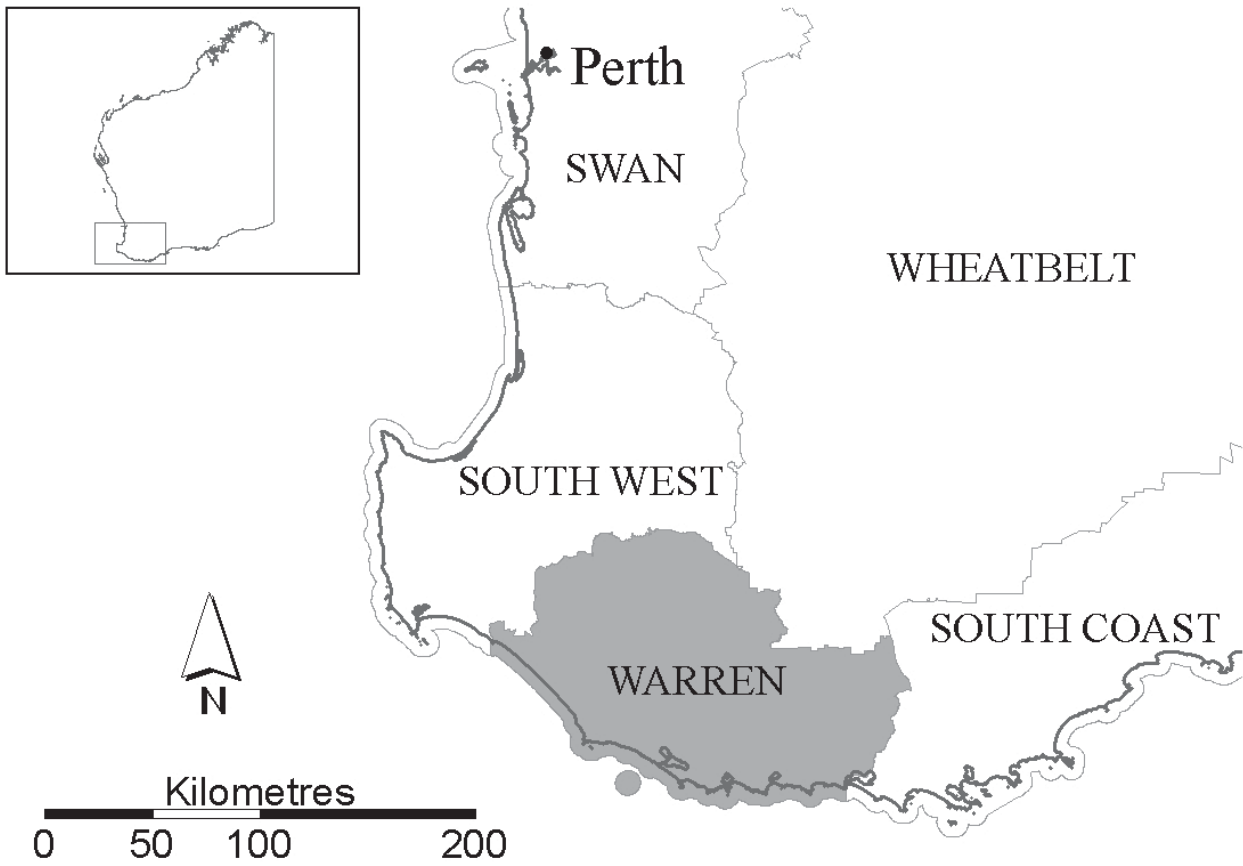 Perth
SWAN
WHEATBELT
SOUTH WEST
SOUTH COAST
WARREN
N
Kilometres
0 50 100 200